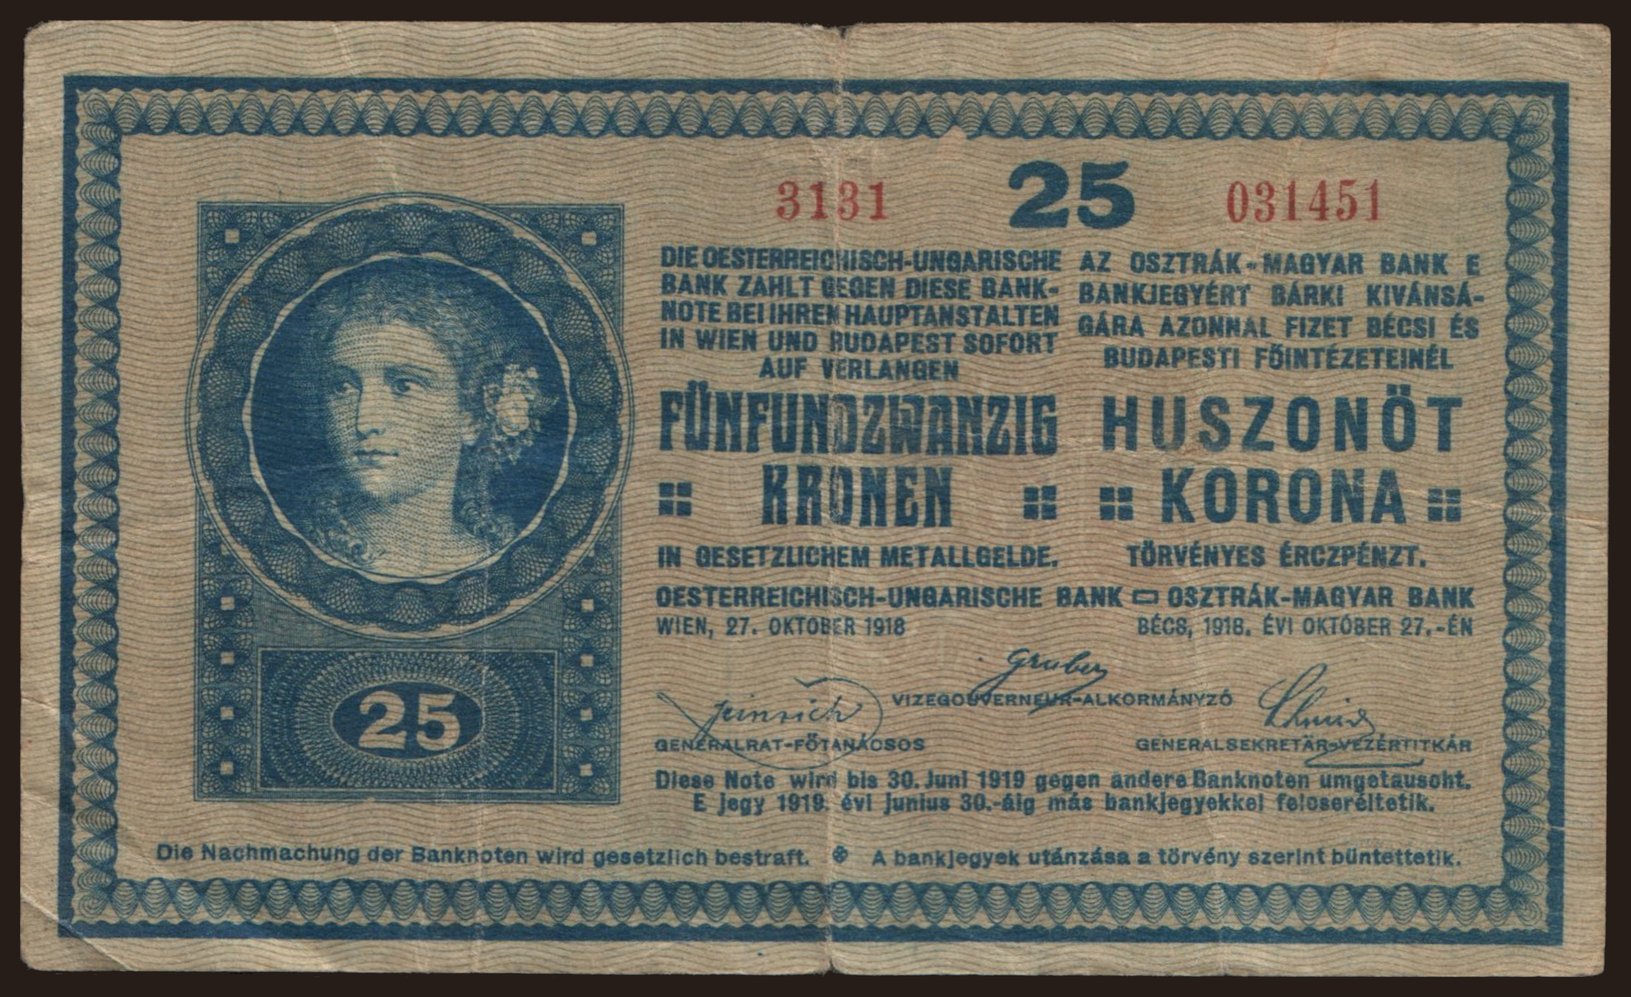 3131 25 031451
DIE OESTERREICHISCH-UNGARISCHE
BANK ZAHLT GEGEN DIESE BANK-
NOTE BEI IHREN HAUPTANSTALTEN
IN WIEN UND BUDAPEST SOFORT
AUF VERLANGEN
FÜNFUNDZWANZIG
KRONEN
IN GESETZLICHEM METALLGELDE.
AZ OSZTRÁK-MAGYAR BANK E
BANKJEGYÉRT BÁRKI KIVÁNSÁ-
GÁRA AZONNAL FIZET BÉCSI ÉS
BUDAPESTI FŐINTÉZETEINÉL
HUSZONÖT
KORONA
TÖRVÉNYES ÉRCZPÉNZT.
OESTERREICHISCH-UNGARISCHE BANK OSZTRÁK-MAGYAR BANK
WIEN, 27. OKTOBER 1918 BÉCS, 1918. ÉVI OKTÓBER 27.-ÉN
Gruber
VIZEGOUVERNEUR-ALKORMÁNYZÓ
Schmid
GENERALRAT-FŐTANÁCSOS GENERALSEKRETÄR-VEZÉRTITKÁR
25
Diese Note wird bis 30. Juni 1919 gegen andere Banknoten umgetauscht.
E jegy 1919. évi junius 30.-áig más bankjegyekkel felcseréltetik.
Die Nachmachung der Banknoten wird gesetzlich bestraft. A bankjegyek utánzása a törvény szerint büntettetik.